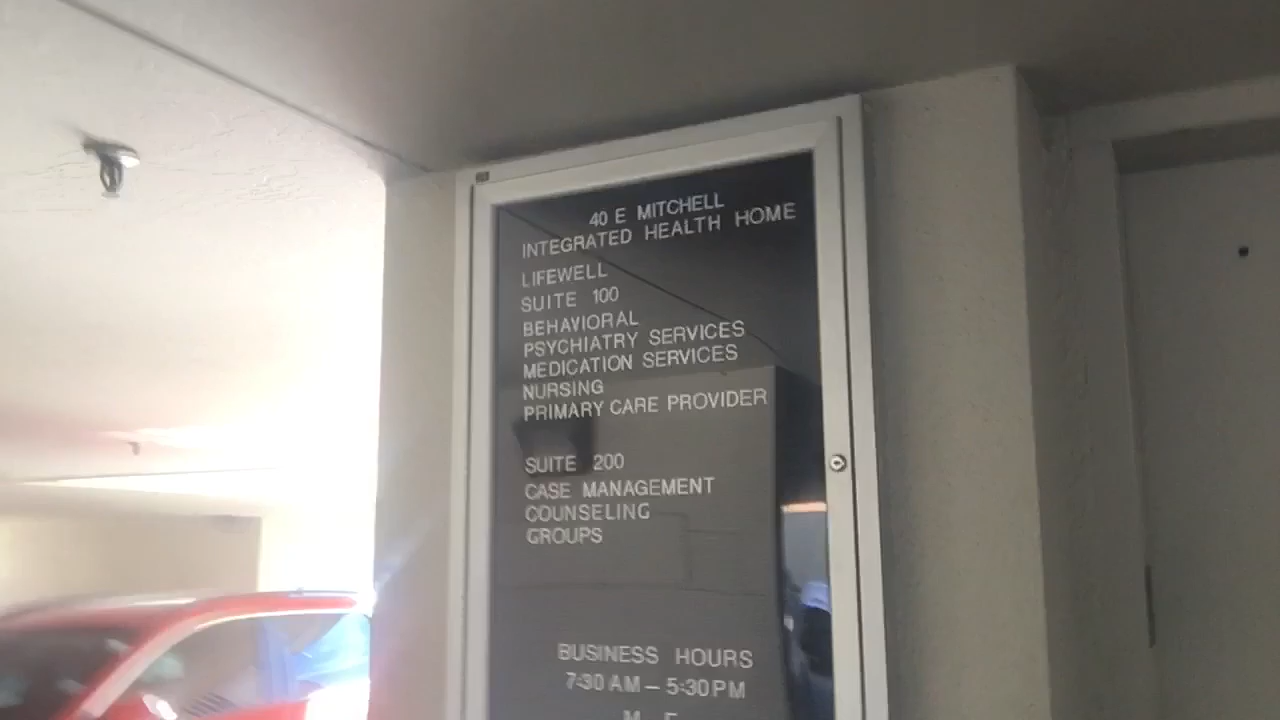 40 E MITCHELL
INTEGRATED HEALTH HOME
LIFEWELL
SUITE 100
BEHAVIORAL
PSYCHIATRY SERVICES
MEDICATION SERVICES
NURSING
PRIMARY CARE PROVIDER
SUITE 200
CASE MANAGEMENT
COUNSELING
GROUPS
BUSINESS HOURS
7:30 AM – 5:30 PM